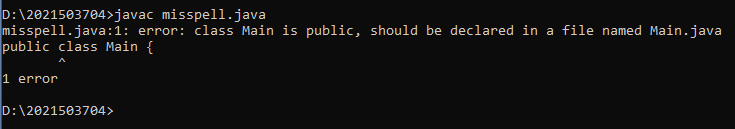 D:\2021503704>javac misspell.java
misspell.java:1: error: class Main is public, should be declared in a file named Main.java
public class Main {
       ^
1 error
D:\2021503704>